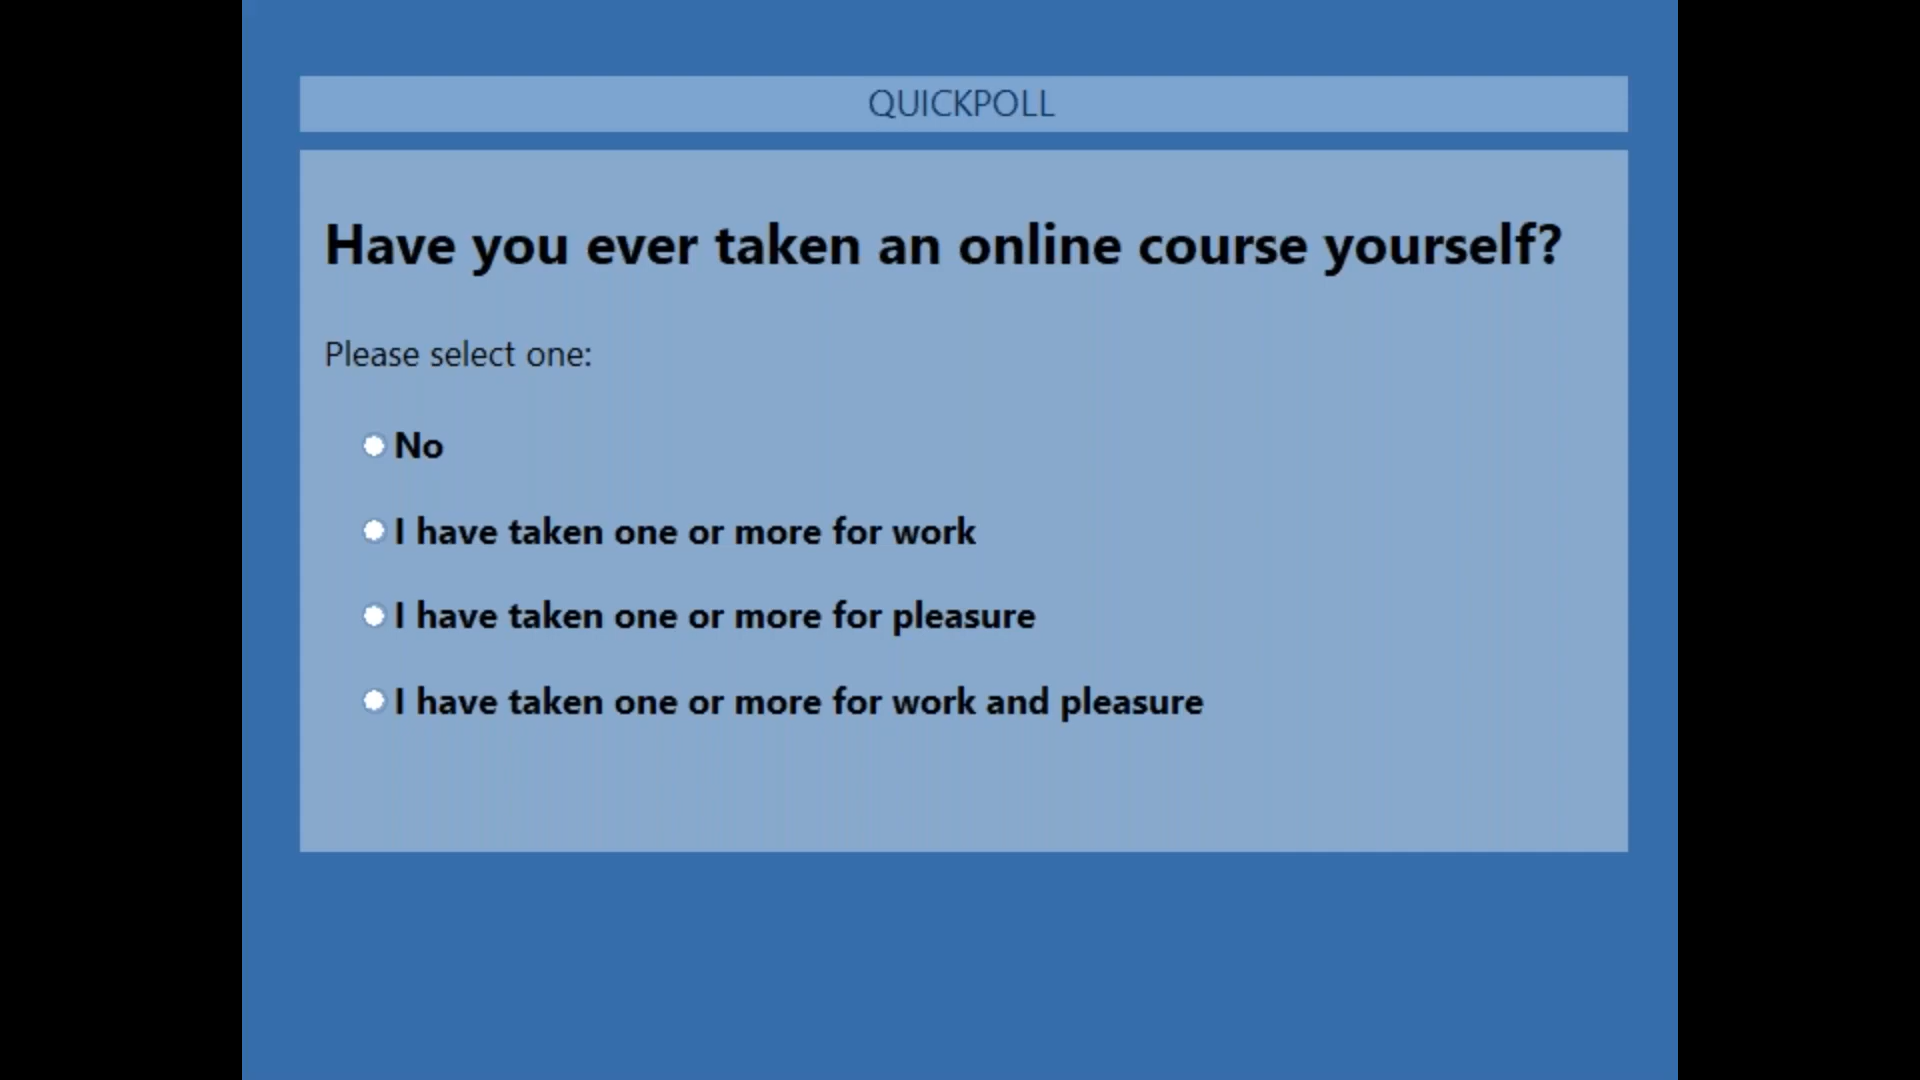 QUICKPOLL
Have you ever taken an online course yourself?
Please select one:
No
I have taken one or more for work
I have taken one or more for pleasure
I have taken one or more for work and pleasure